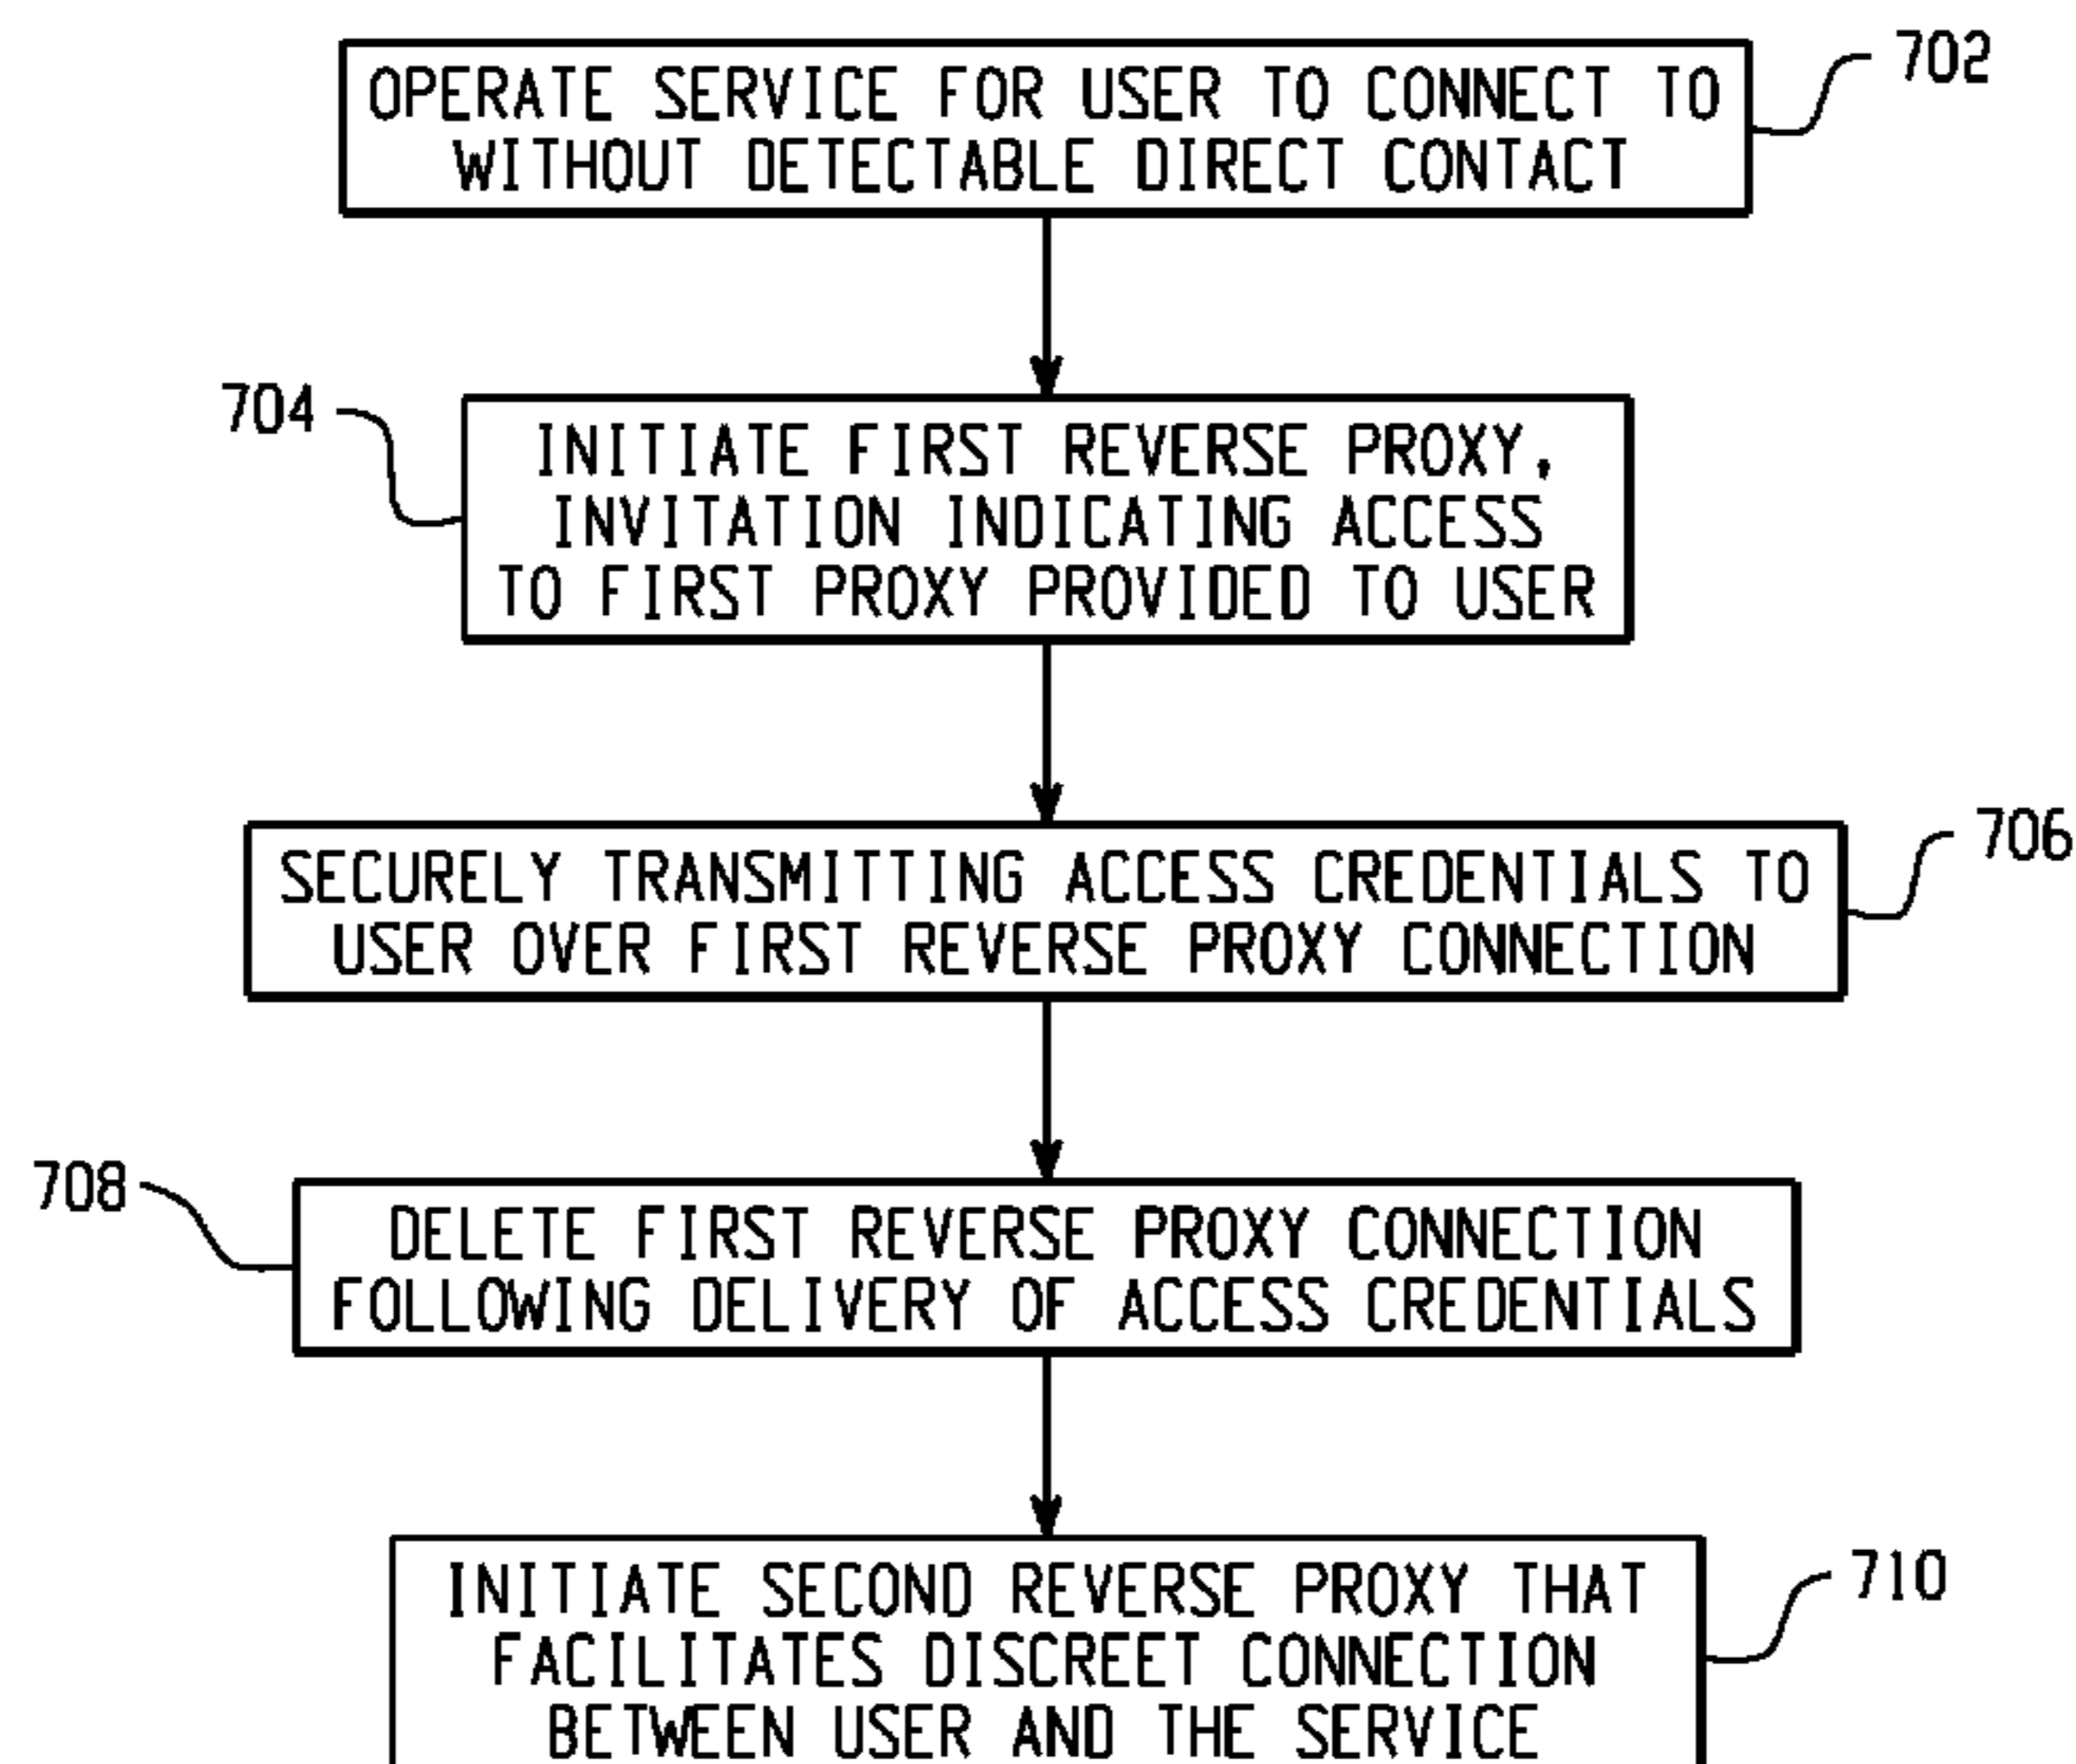 702
OPERATE SERVICE FOR USER TO CONNECT TO
WITHOUT DETECTABLE DIRECT CONTACT
704
INITIATE FIRST REVERSE PROXY,
INVITATION INDICATING ACCESS
TO FIRST PROXY PROVIDED TO USER
706
SECURELY TRANSMITTING ACCESS CREDENTIALS TO
USER OVER FIRST REVERSE PROXY CONNECTION
708
DELETE FIRST REVERSE PROXY CONNECTION
FOLLOWING DELIVERY OF ACCESS CREDENTIALS
710
INITIATE SECOND REVERSE PROXY THAT
FACILITATES DISCREET CONNECTION
BETWEEN USER AND THE SERVICE